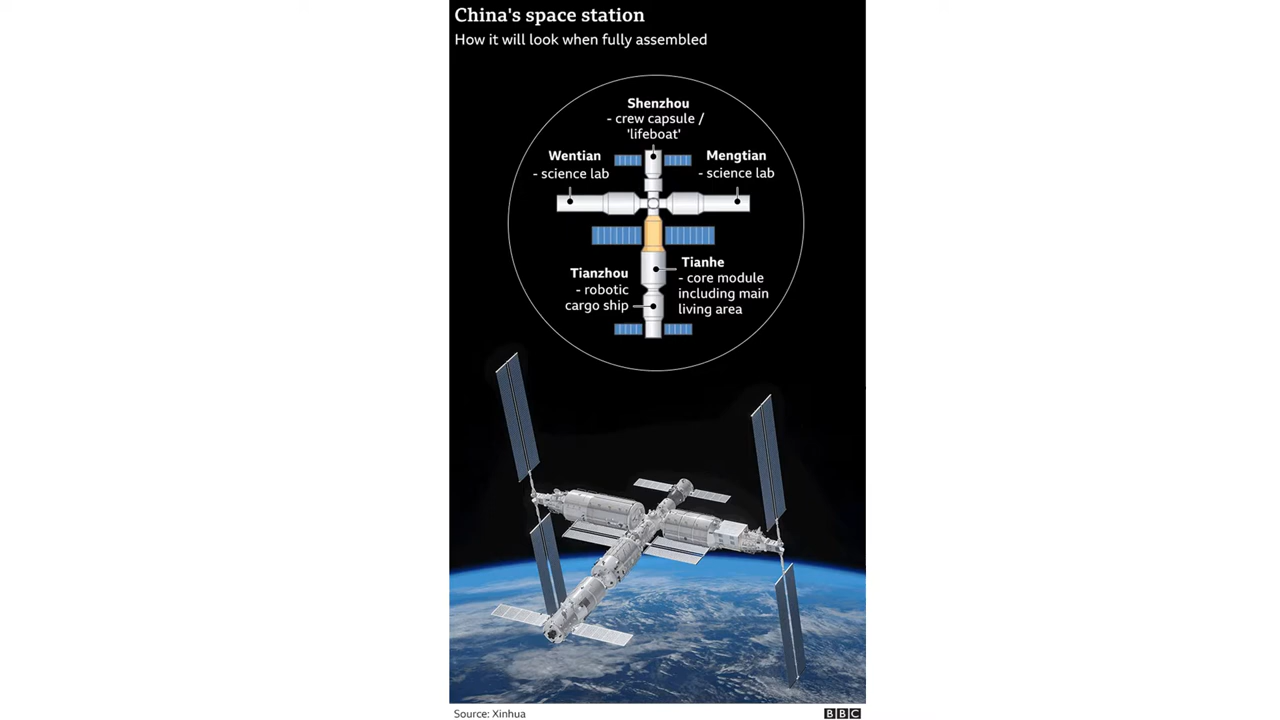 China's space station
How it will look when fully assembled
Shenzhou
- crew capsule /
'lifeboat'
Wentian
- science lab
Mengtian
- science lab
Tianzhou
- robotic
cargo ship
Tianhe
- core module
including main
living area
Source: Xinhua
BBC